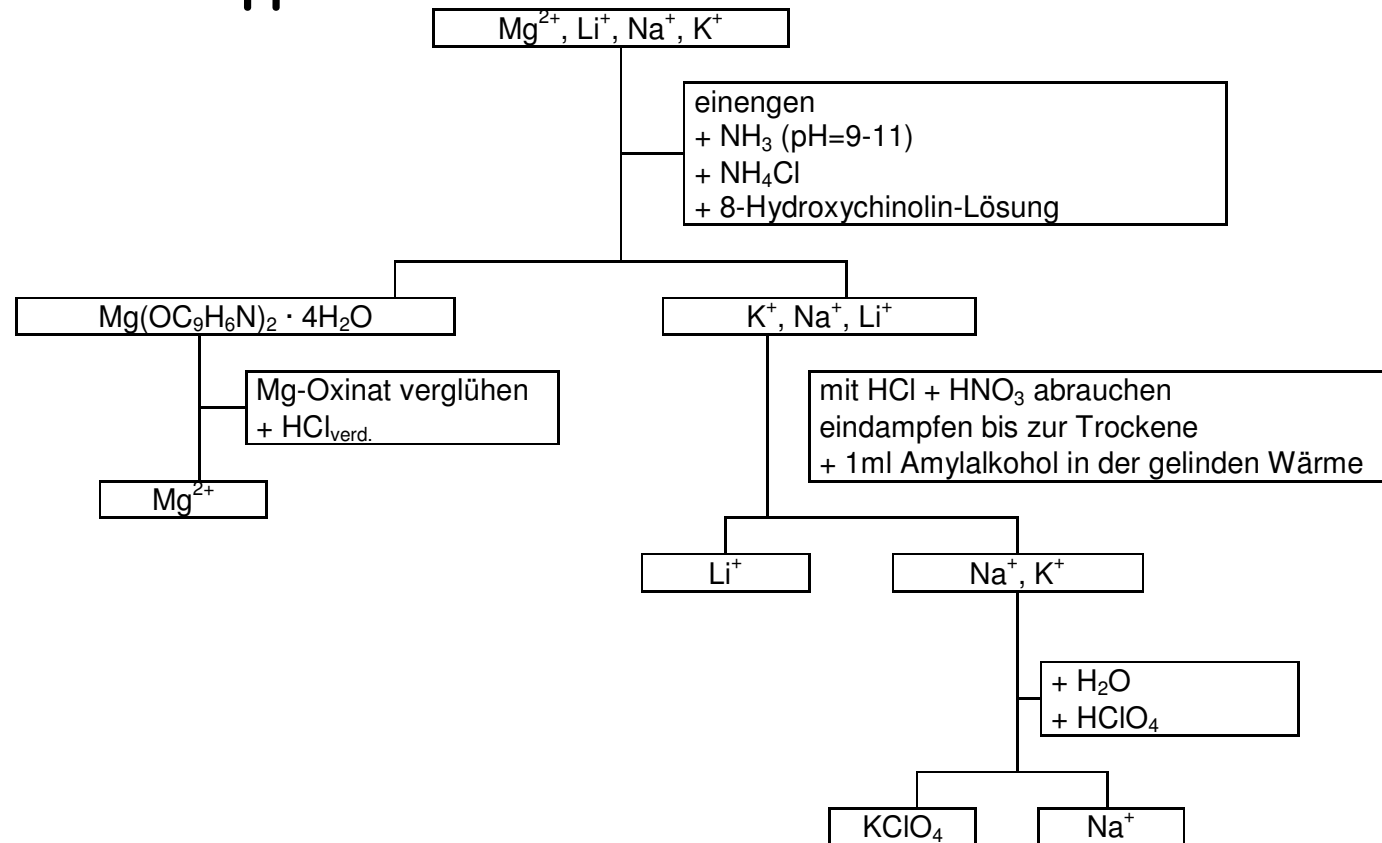 Mg²⁺, Li⁺, Na⁺, K⁺
einengen
+ NH₃ (pH=9-11)
+ NH₄Cl
+ 8-Hydroxychinolin-Lösung
Mg(OC₉H₆N)₂ · 4H₂O
K⁺, Na⁺, Li⁺
Mg-Oxinat verglühen
+ HCl_verd.
mit HCl + HNO₃ abrauchen
eindampfen bis zur Trockene
+ 1ml Amylalkohol in der gelinden Wärme
Mg²⁺
Li⁺
Na⁺, K⁺
+ H₂O
+ HClO₄
KClO₄
Na⁺